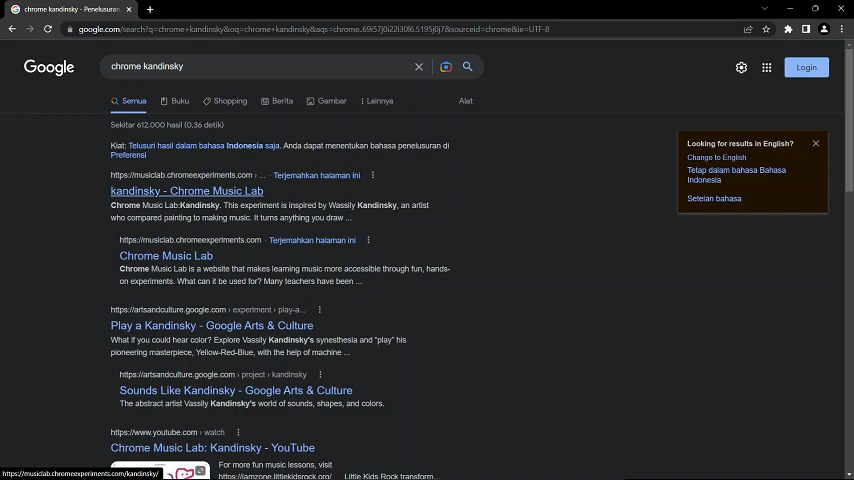 chrome kandinsky - Penelusuran
google.com/search?q=chrome+kandinsky&oq=chrome+kandinsky&aqs=chrome..69i57j0i22i30l6.5195j0j7&sourceid=chrome&ie=UTF-8
Google
chrome kandinsky
Login
Semua
Buku
Shopping
Berita
Gambar
Lainnya
Alat
Sekitar 612.000 hasil (0,36 detik)
Kiat: Telusuri hasil dalam bahasa Indonesia saja. Anda dapat menentukan bahasa penelusuran di
Preferensi
Looking for results in English?
Change to English
Tetap dalam bahasa Bahasa
Indonesia
Setelan bahasa
https://musiclab.chromeexperiments.com › ... · Terjemahkan halaman ini
kandinsky - Chrome Music Lab
Chrome Music Lab:Kandinsky. This experiment is inspired by Wassily Kandinsky, an artist
who compared painting to making music. It turns anything you draw ...
https://musiclab.chromeexperiments.com · Terjemahkan halaman ini
Chrome Music Lab
Chrome Music Lab is a website that makes learning music more accessible through fun, hands-
on experiments. What can it be used for? Many teachers have been ...
https://artsandculture.google.com › experiment › play-a...
Play a Kandinsky - Google Arts & Culture
What if you could hear color? Explore Vassily Kandinsky's synesthesia and "play" his
pioneering masterpiece, Yellow-Red-Blue, with the help of machine ...
https://artsandculture.google.com › project › kandinsky
Sounds Like Kandinsky - Google Arts & Culture
The abstract artist Vassily Kandinsky's world of sounds, shapes, and colors.
https://www.youtube.com › watch
Chrome Music Lab: Kandinsky - YouTube
For more fun music lessons, visit
https://jamzone.littlekidsrock.org/ Little Kids Rock transform...
https://musiclab.chromeexperiments.com/kandinsky/